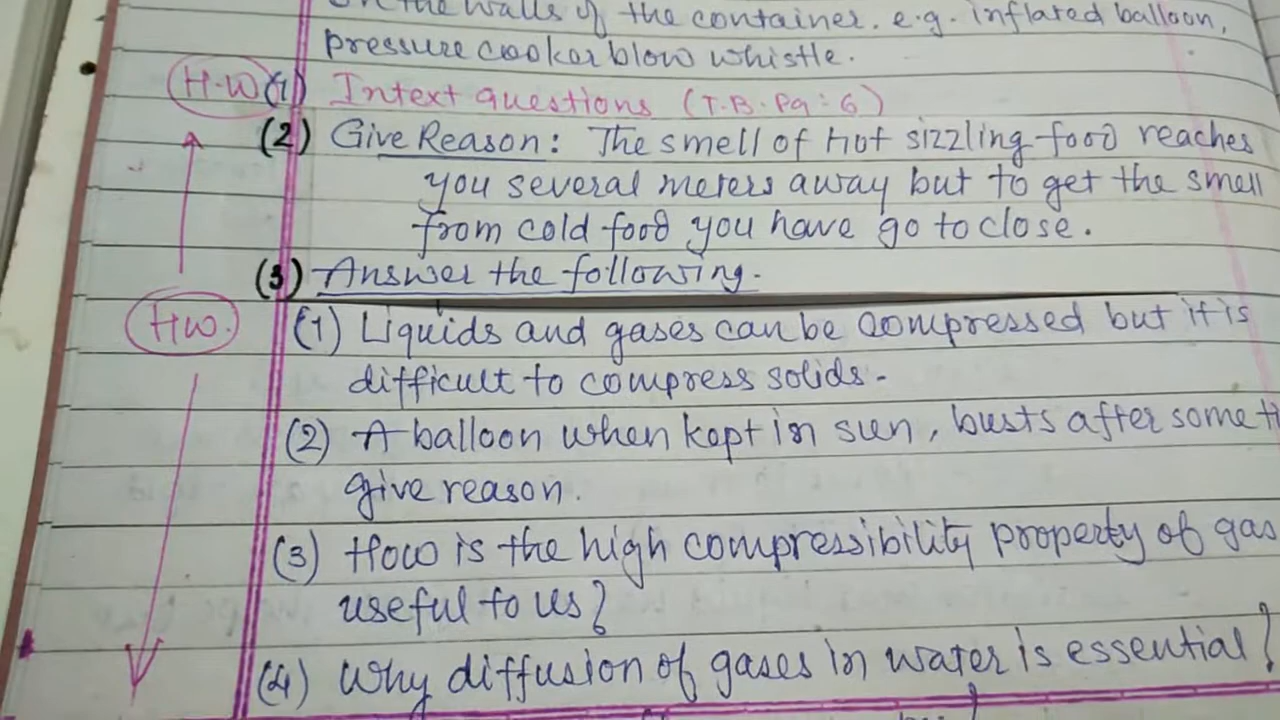 on the walls of the container. e.g. inflated balloon,
pressure cooker blow whistle.
H.W (1) Intext questions (T.B. Pg: 6)
(2) Give Reason: The smell of hot sizzling food reaches
you several meters away but to get the smell
from cold food you have go to close.
(3) Answer the following.
HW. (1) Liquids and gases can be compressed but it is
difficult to compress solids.
(2) A balloon when kept in sun, busts after some
give reason.
(3) How is the high compressibility property of gas
useful to us?
(4) Why diffusion of gases in water is essential?